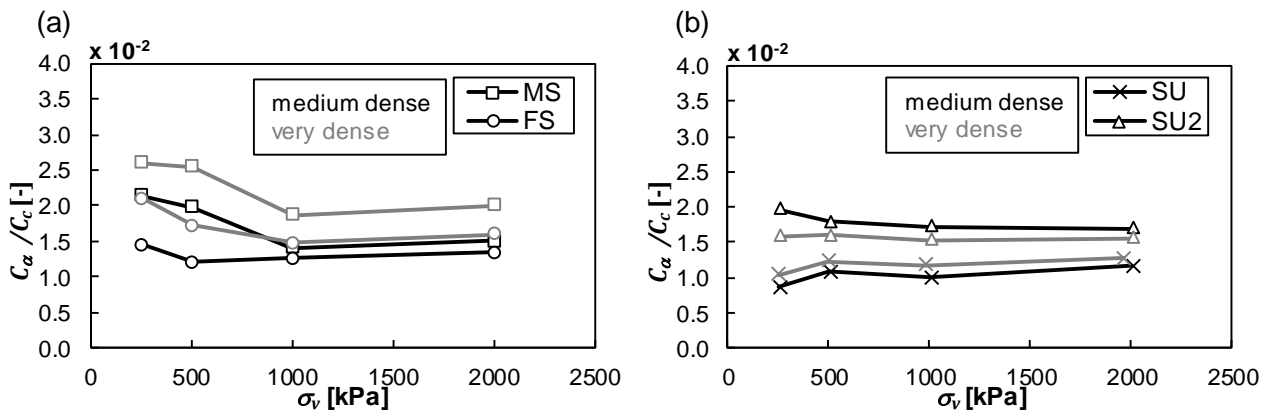 (a)
x 10-2
4.0
3.5
3.0
2.5
2.0
1.5
1.0
0.5
0.0
Cα /Cc [-]
medium dense
very dense
MS
FS
0 500 1000 1500 2000 2500
σv [kPa]
(b)
x 10-2
4.0
3.5
3.0
2.5
2.0
1.5
1.0
0.5
0.0
Cα /Cc [-]
medium dense
very dense
SU
SU2
0 500 1000 1500 2000 2500
σv [kPa]